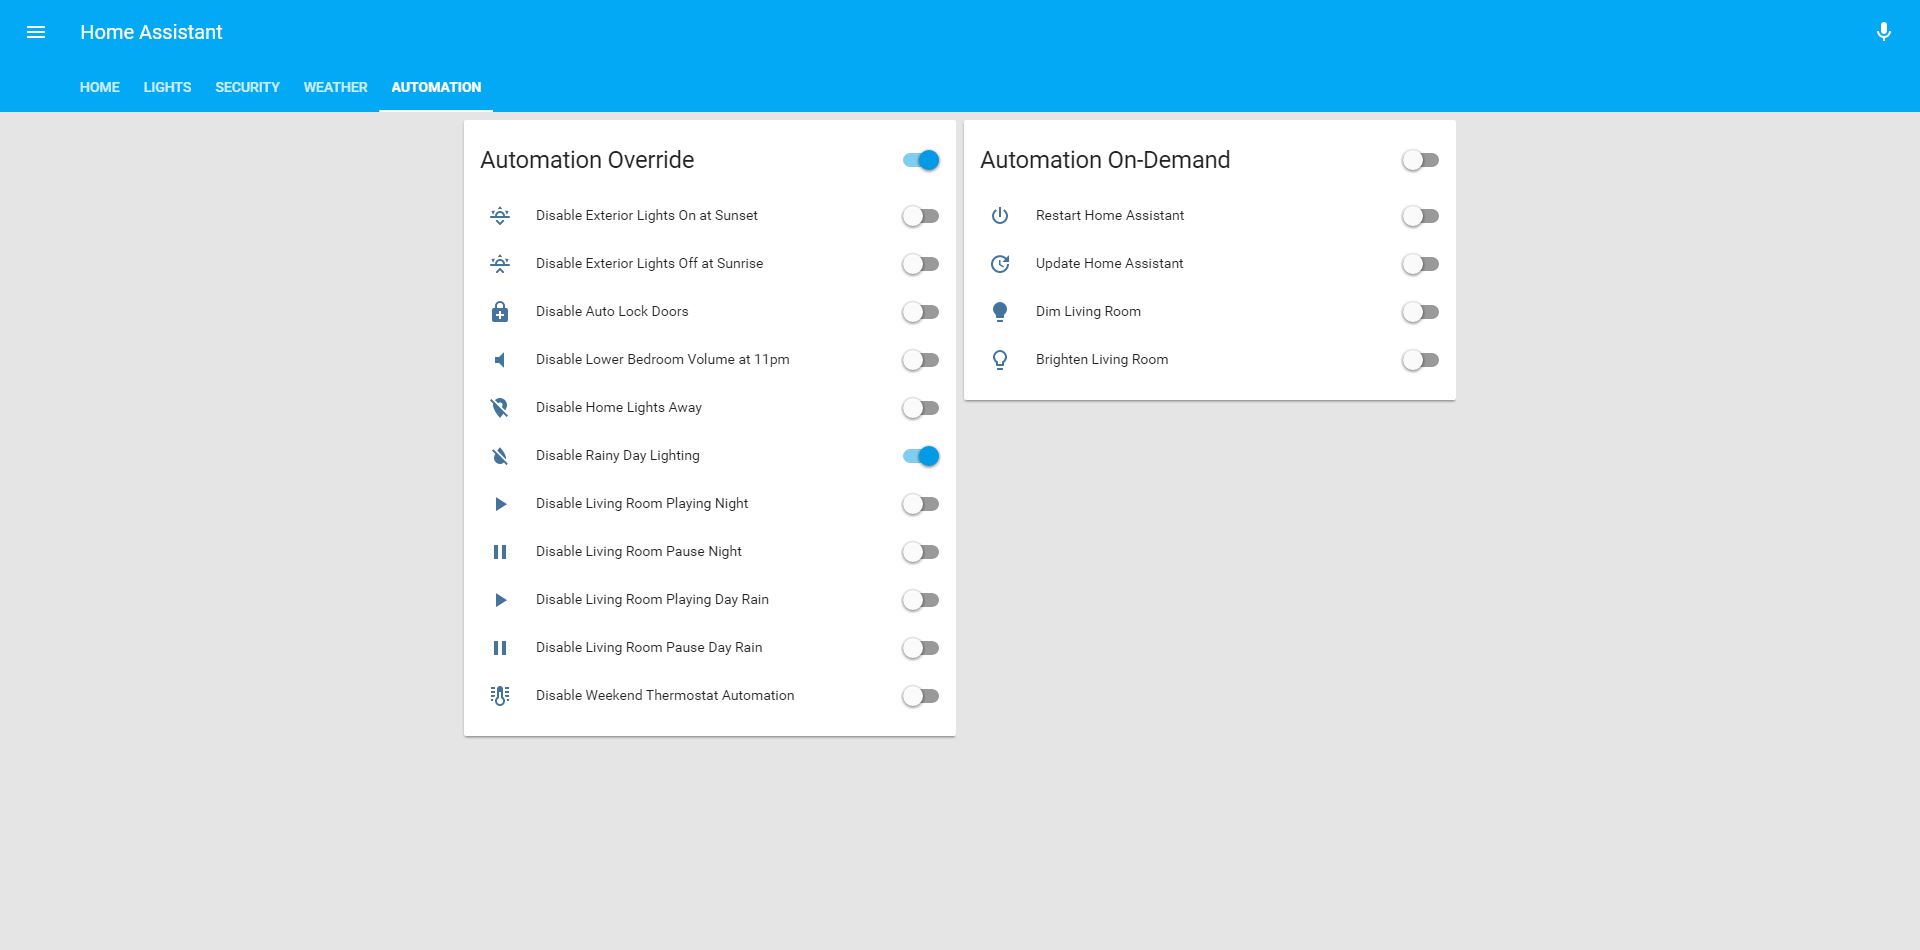 Home Assistant
HOME LIGHTS SECURITY WEATHER AUTOMATION
Automation Override
Disable Exterior Lights On at Sunset
Disable Exterior Lights Off at Sunrise
Disable Auto Lock Doors
Disable Lower Bedroom Volume at 11pm
Disable Home Lights Away
Disable Rainy Day Lighting
Disable Living Room Playing Night
Disable Living Room Pause Night
Disable Living Room Playing Day Rain
Disable Living Room Pause Day Rain
Disable Weekend Thermostat Automation
Automation On-Demand
Restart Home Assistant
Update Home Assistant
Dim Living Room
Brighten Living Room